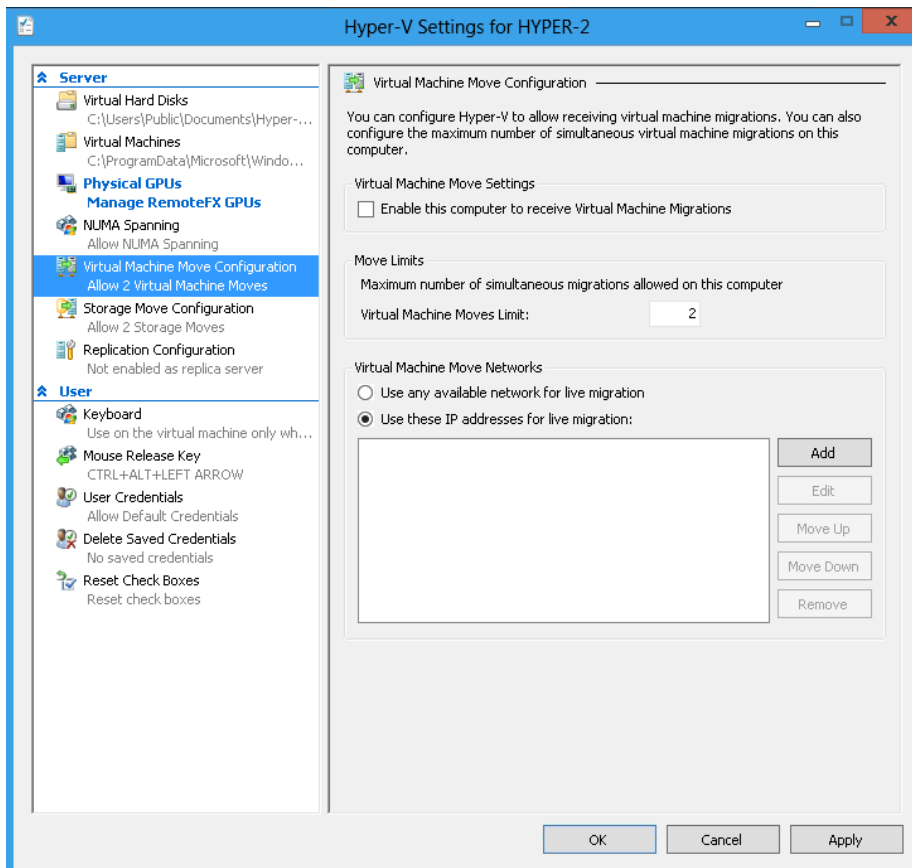 Hyper-V Settings for HYPER-2
Server
Virtual Hard Disks
C:\Users\Public\Documents\Hyper-...
Virtual Machines
C:\ProgramData\Microsoft\Windo...
Physical GPUs
Manage RemoteFX GPUs
NUMA Spanning
Allow NUMA Spanning
Virtual Machine Move Configuration
Allow 2 Virtual Machine Moves
Storage Move Configuration
Allow 2 Storage Moves
Replication Configuration
Not enabled as replica server
User
Keyboard
Use on the virtual machine only wh...
Mouse Release Key
CTRL+ALT+LEFT ARROW
User Credentials
Allow Default Credentials
Delete Saved Credentials
No saved credentials
Reset Check Boxes
Reset check boxes
Virtual Machine Move Configuration
You can configure Hyper-V to allow receiving virtual machine migrations. You can also
configure the maximum number of simultaneous virtual machine migrations on this
computer.
Virtual Machine Move Settings
Enable this computer to receive Virtual Machine Migrations
Move Limits
Maximum number of simultaneous migrations allowed on this computer
Virtual Machine Moves Limit: 2
Virtual Machine Move Networks
Use any available network for live migration
Use these IP addresses for live migration:
Add
Edit
Move Up
Move Down
Remove
OK Cancel Apply